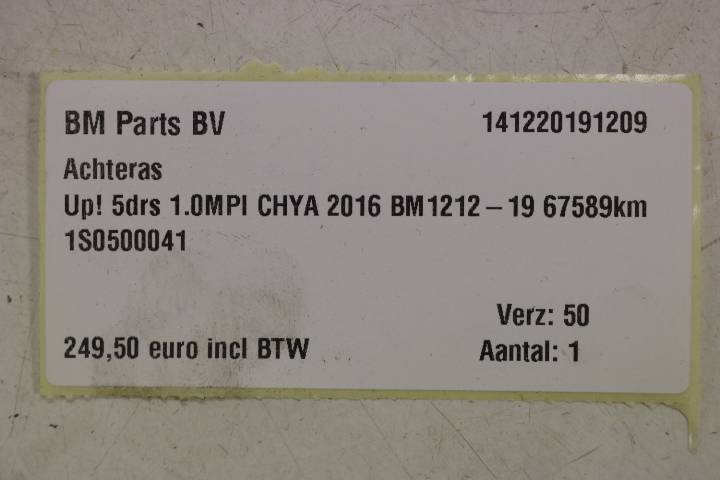 BM Parts BV 141220191209
Achteras
Up! 5drs 1.0MPI CHYA 2016 BM1212 – 19 67589km
1S0500041
Verz: 50
249,50 euro incl BTW Aantal: 1